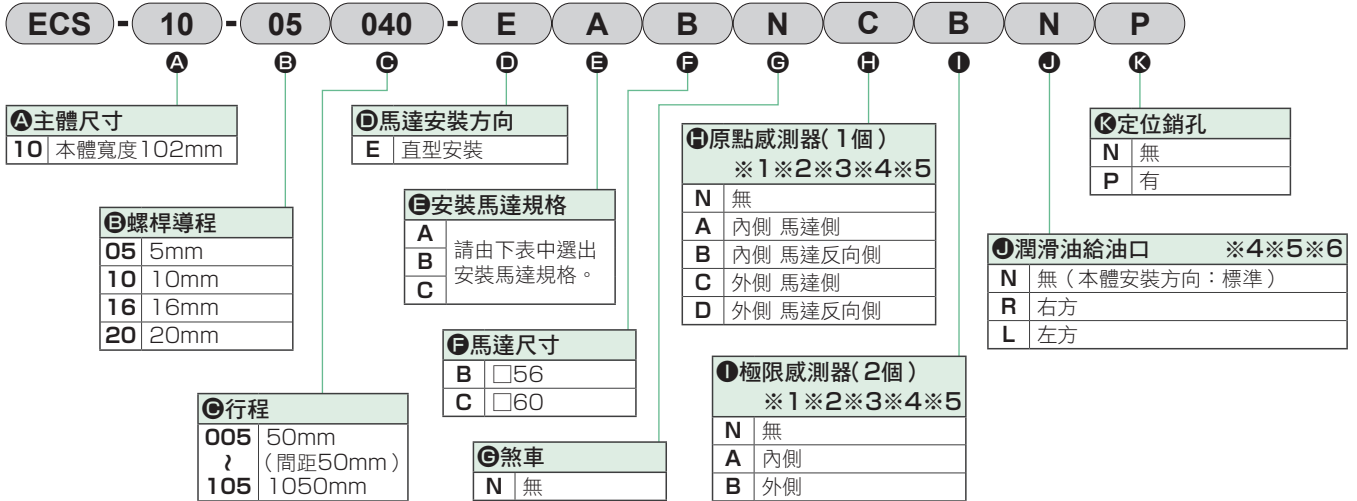 ECS - 10 - 05 040 - E A B N C B N P
A B C D E F G H I J K
A主體尺寸
10 本體寬度102mm
B螺桿導程
05 5mm
10 10mm
16 16mm
20 20mm
C行程
005 50mm
~ (間距50mm)
105 1050mm
D馬達安裝方向
E 直型安裝
E安裝馬達規格
A
B
C
請由下表中選出
安裝馬達規格。
F馬達尺寸
B □56
C □60
G煞車
N 無
H原點感測器(1個)
※1※2※3※4※5
N 無
A 內側 馬達側
B 內側 馬達反向側
C 外側 馬達側
D 外側 馬達反向側
I極限感測器(2個)
※1※2※3※4※5
N 無
A 內側
B 外側
J潤滑油給油口 ※4※5※6
N 無(本體安裝方向:標準)
R 右方
L 左方
K定位銷孔
N 無
P 有